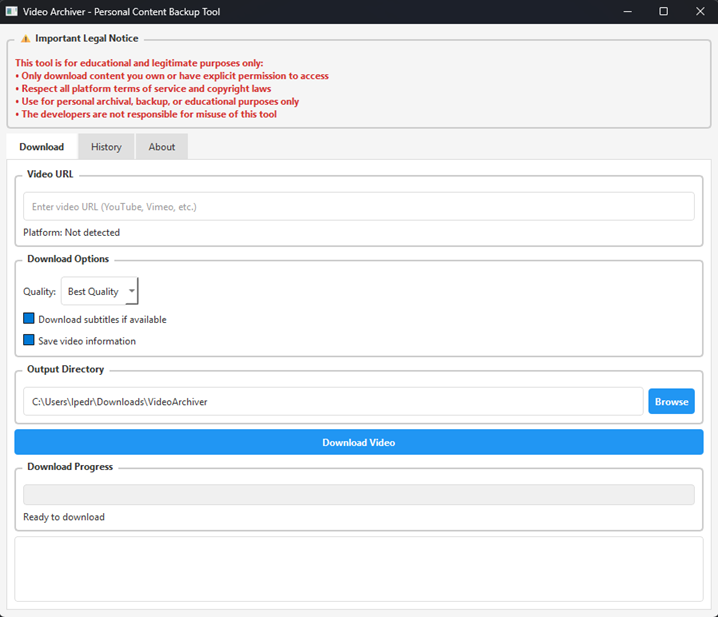 Video Archiver - Personal Content Backup Tool
⚠ Important Legal Notice
This tool is for educational and legitimate purposes only:
• Only download content you own or have explicit permission to access
• Respect all platform terms of service and copyright laws
• Use for personal archival, backup, or educational purposes only
• The developers are not responsible for misuse of this tool
Download History About
Video URL
Enter video URL (YouTube, Vimeo, etc.)
Platform: Not detected
Download Options
Quality: Best Quality
Download subtitles if available
Save video information
Output Directory
C:\Users\lpedr\Downloads\VideoArchiver Browse
Download Video
Download Progress
Ready to download